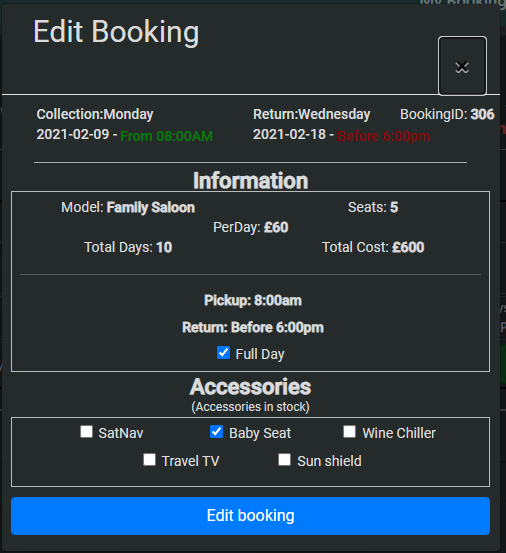 My Booking
Edit Booking
Collection:Monday Return:Wednesday BookingID: 306
2021-02-09 - From 08:00AM 2021-02-18 - Before 6:00pm
Information
Model: Family Saloon Seats: 5
PerDay: £60
Total Days: 10 Total Cost: £600
Pickup: 8:00am
Return: Before 6:00pm
Full Day
Accessories
(Accessories in stock)
SatNav Baby Seat Wine Chiller
Travel TV Sun shield
Edit booking